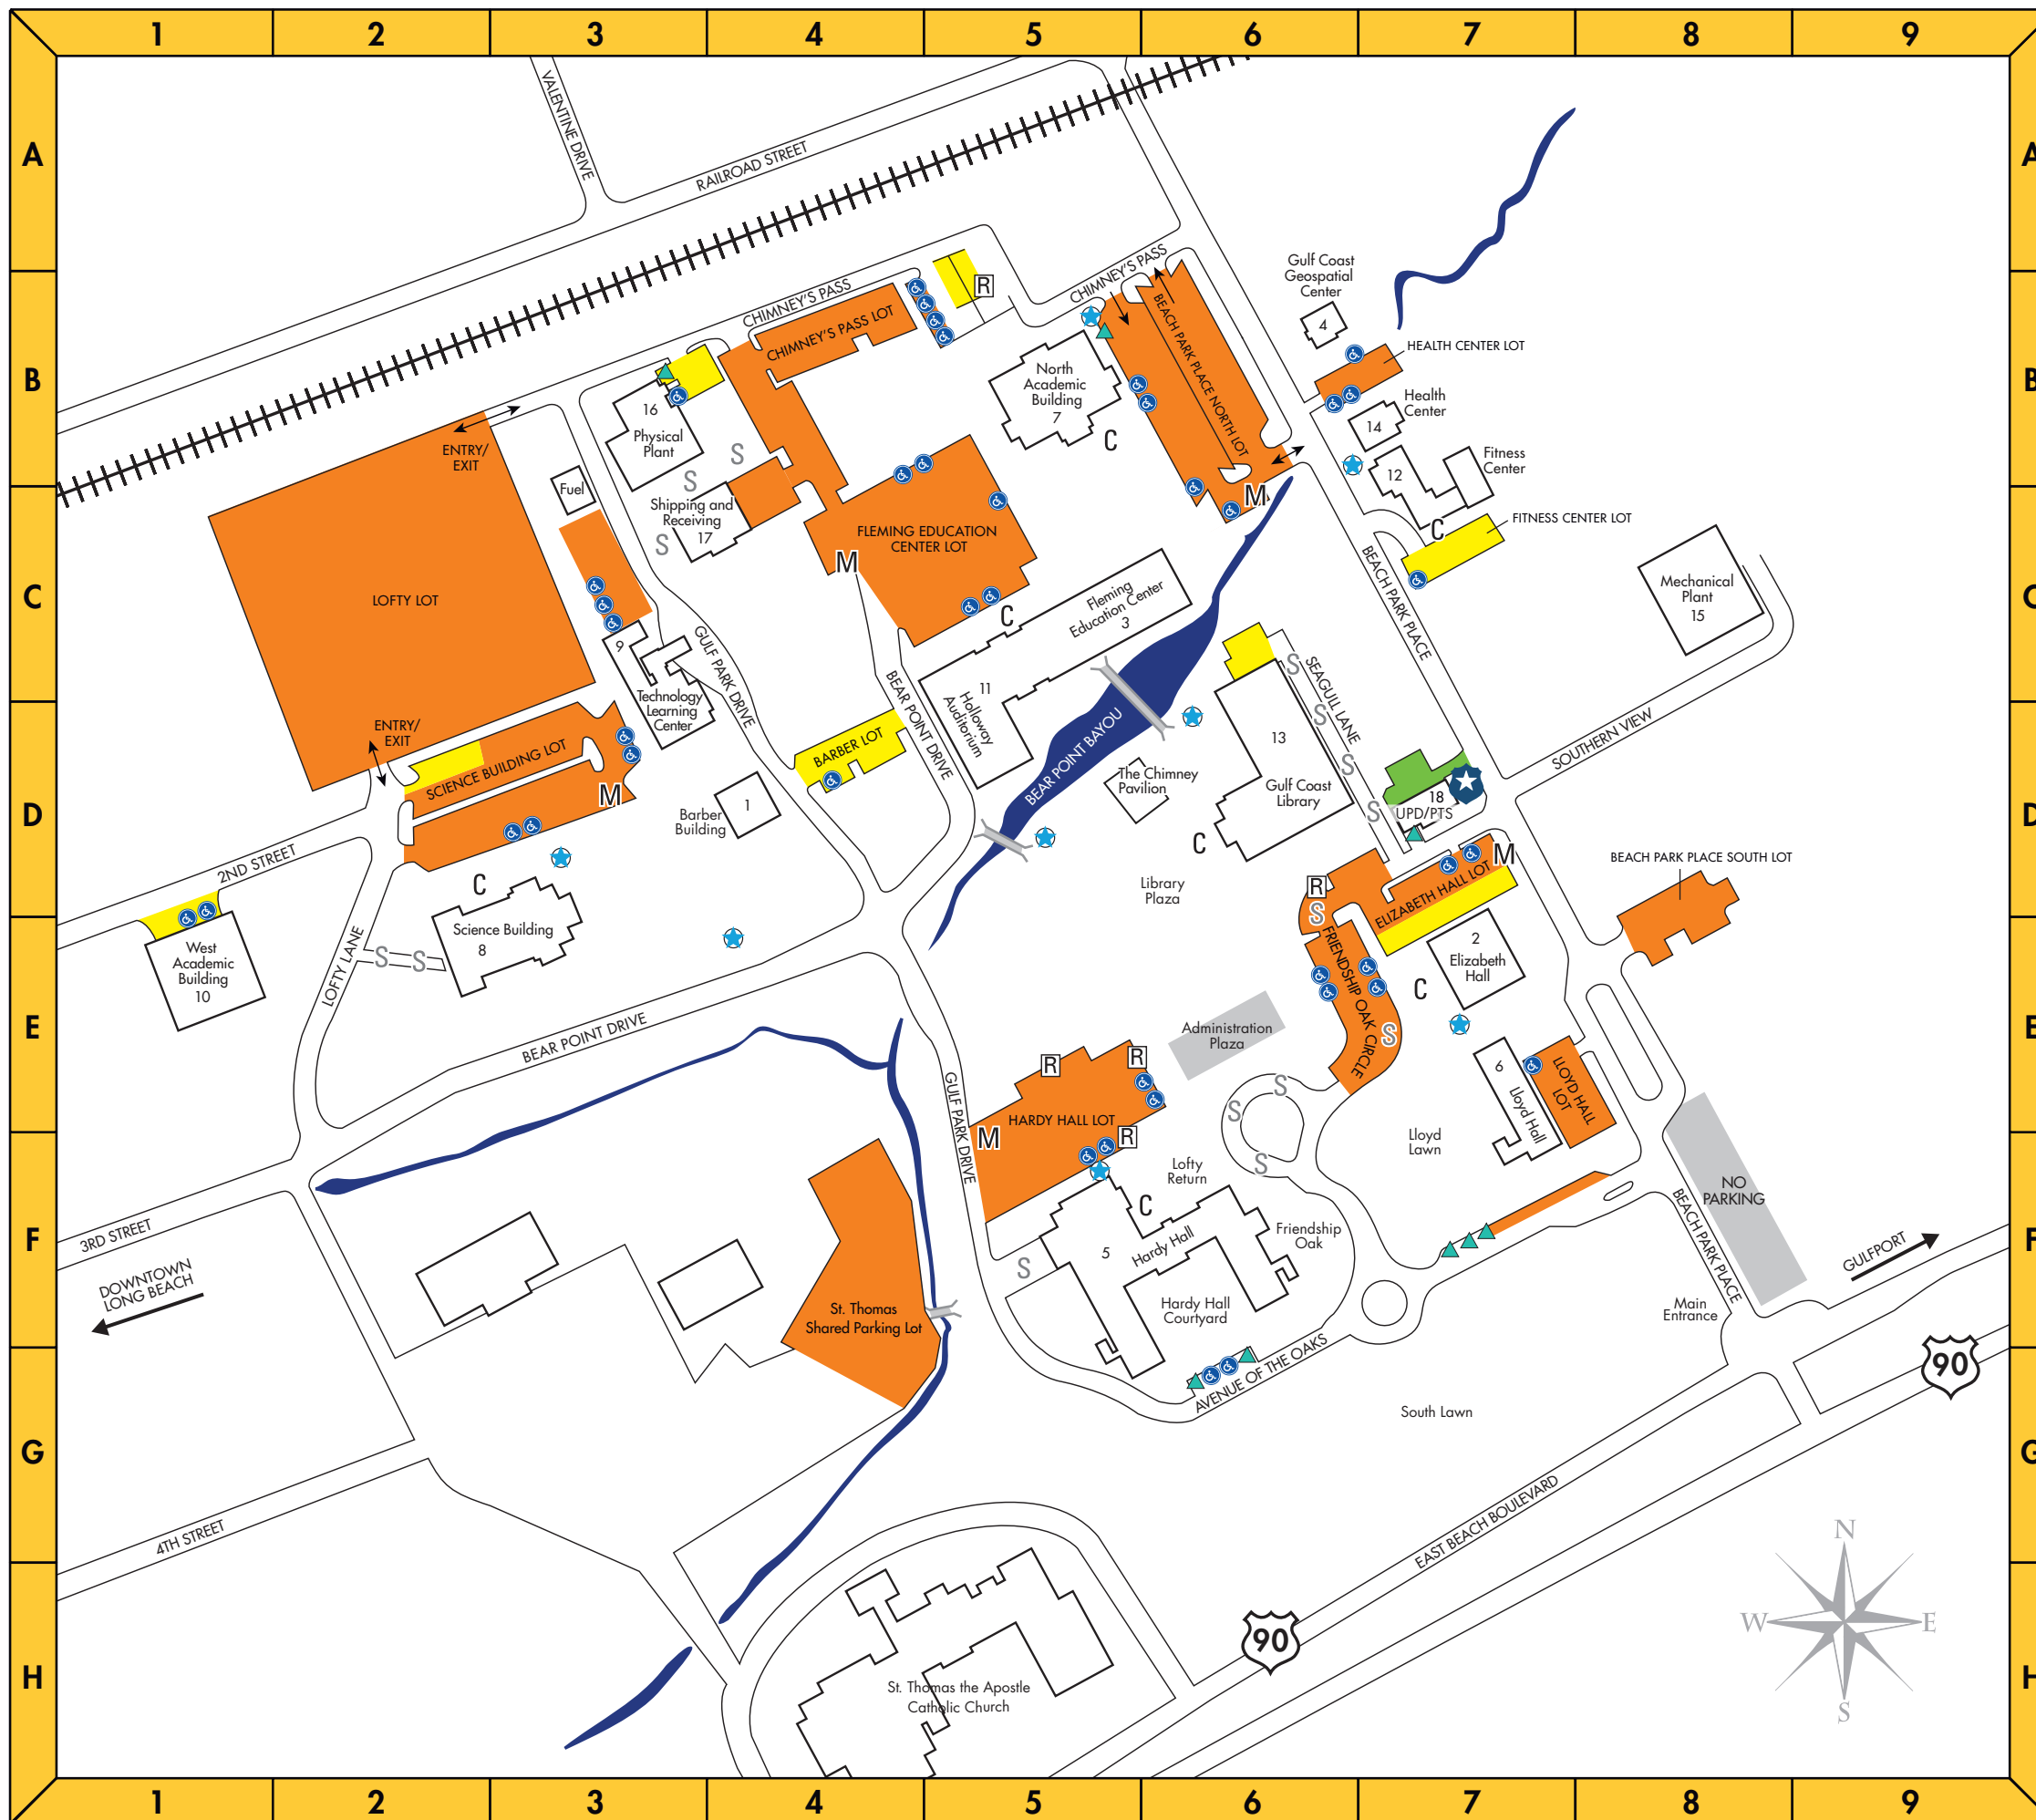 1 2 3 4 5 6 7 8 9
A
A
VALENTINE DRIVE
RAILROAD STREET
CHIMNEY'S PASS
Gulf Coast
Geospatial
Center
4
B
B
CHIMNEY'S PASS
CHIMNEY'S PASS LOT
R
BEACH PARK PLACE NORTH LOT
HEALTH CENTER LOT
Health
Center
14
North
Academic
Building
7
C
16
Physical
Plant
S
S
ENTRY/
EXIT
12
Fitness
Center
C
C
Fuel
Shipping and
Receiving
17
S
M
FLEMING EDUCATION
CENTER LOT
M
C
FITNESS CENTER LOT
C
BEACH PARK PLACE
Mechanical
Plant
15
LOFTY LOT
Fleming
Education Center
3
C
9
Technology
Learning
Center
GULF PARK DRIVE
BEAR POINT DRIVE
11
Holloway
Auditorium
S
SEAGULL LANE
S
S
S
D
D
ENTRY/
EXIT
SCIENCE BUILDING LOT
M
BARBER LOT
Barber
Building
1
BEAR POINT BAYOU
The Chimney
Pavilion
13
Gulf Coast
Library
C
18
UPD/PTS
SOUTHERN VIEW
2ND STREET
C
Library
Plaza
R
S
M
ELIZABETH HALL LOT
BEACH PARK PLACE SOUTH LOT
E
E
West
Academic
Building
10
LOFTY LANE
S
S
Science Building
8
BEAR POINT DRIVE
FRIENDSHIP OAK CIRCLE
S
2
Elizabeth
Hall
C
Administration
Plaza
R
R
HARDY HALL LOT
M
R
GULF PARK DRIVE
S
S
S
6
Lloyd Hall
LLOYD HALL
LOT
Lloyd
Lawn
F
F
3RD STREET
DOWNTOWN
LONG BEACH
Lofty
Return
C
5
Hardy Hall
S
Friendship
Oak
Hardy Hall
Courtyard
St. Thomas
Shared Parking Lot
NO
PARKING
BEACH PARK PLACE
GULFPORT
Main
Entrance
G
G
AVENUE OF THE OAKS
South Lawn
90
4TH STREET
EAST BEACH BOULEVARD
H
H
90
St. Thomas the Apostle
Catholic Church
N
W
E
S
1 2 3 4 5 6 7 8 9